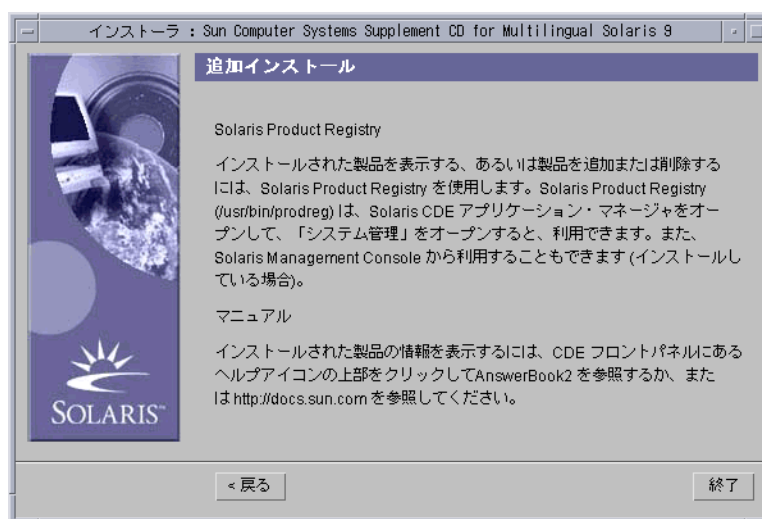 インストーラ : Sun Computer Systems Supplement CD for Multilingual Solaris 9
追加インストール
Solaris Product Registry
インストールされた製品を表示する、あるいは製品を追加または削除する
には、Solaris Product Registry を使用します。Solaris Product Registry
(/usr/bin/prodreg) は、Solaris CDE アプリケーション・マネージャをオー
プンして、「システム管理」をオープンすると、利用できます。また、
Solaris Management Console から利用することもできます (インストールし
ている場合)。
マニュアル
インストールされた製品の情報を表示するには、CDE フロントパネルにある
ヘルプアイコンの上部をクリックしてAnswerBook2 を参照するか、また
は http://docs.sun.com を参照してください。
SOLARIS™
< 戻る
終了